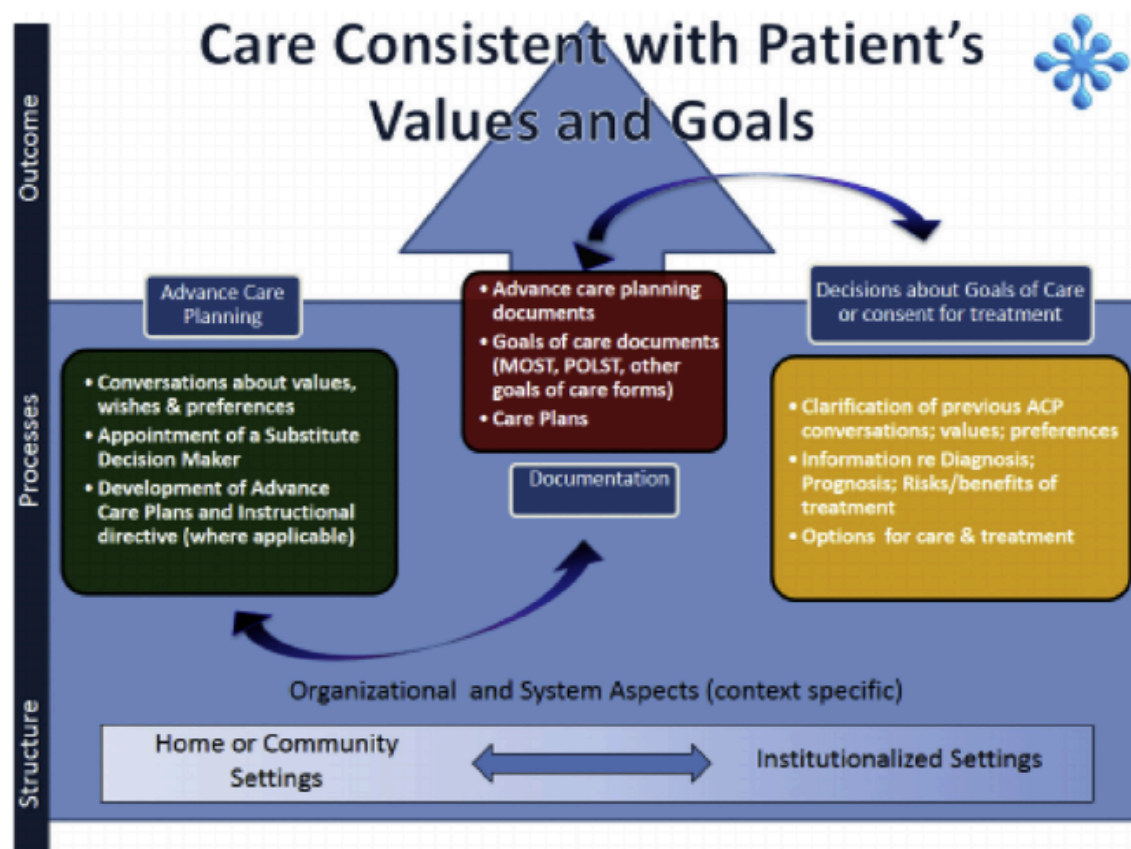 Care Consistent with Patient's
Values and Goals
Outcome
Processes
Structure
Advance Care
Planning
• Conversations about values,
wishes & preferences
• Appointment of a Substitute
Decision Maker
• Development of Advance
Care Plans and Instructional
directive (where applicable)
• Advance care planning
documents
• Goals of care documents
(MOST, POLST, other
goals of care forms)
• Care Plans
Documentation
Decisions about Goals of Care
or consent for treatment
• Clarification of previous ACP
conversations; values; preferences
• Information re Diagnosis;
Prognosis; Risks/benefits of
treatment
• Options for care & treatment
Organizational and System Aspects (context specific)
Home or Community
Settings
Institutionalized Settings